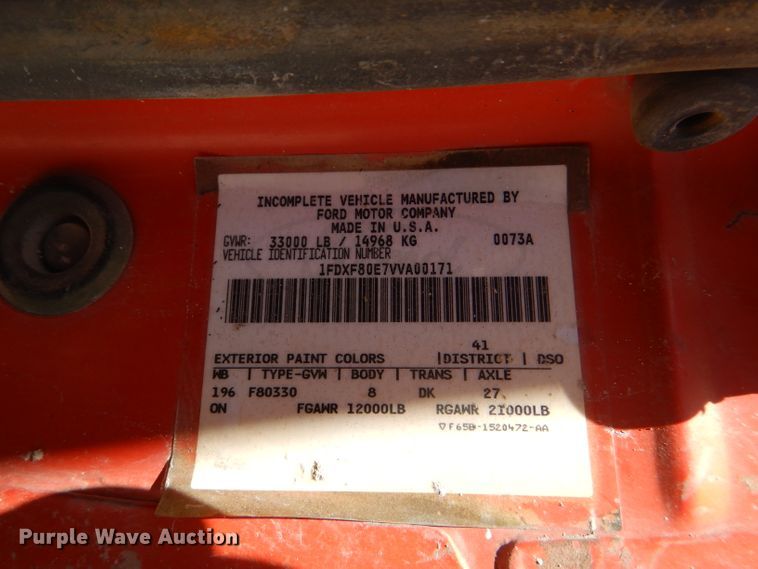 INCOMPLETE VEHICLE MANUFACTURED BY
FORD MOTOR COMPANY
MADE IN U.S.A.
GVWR: 33000 LB / 14968 KG 0073A
VEHICLE IDENTIFICATION NUMBER
1FDXF80E7VVA00171
41
EXTERIOR PAINT COLORS |DISTRICT | DSO
WB | TYPE-GVW | BODY | TRANS | AXLE
196 F80330 8 DK 27
ON FGAWR 12000LB RGAWR 21000LB
▽F65B-1520472-AA
Purple Wave Auction